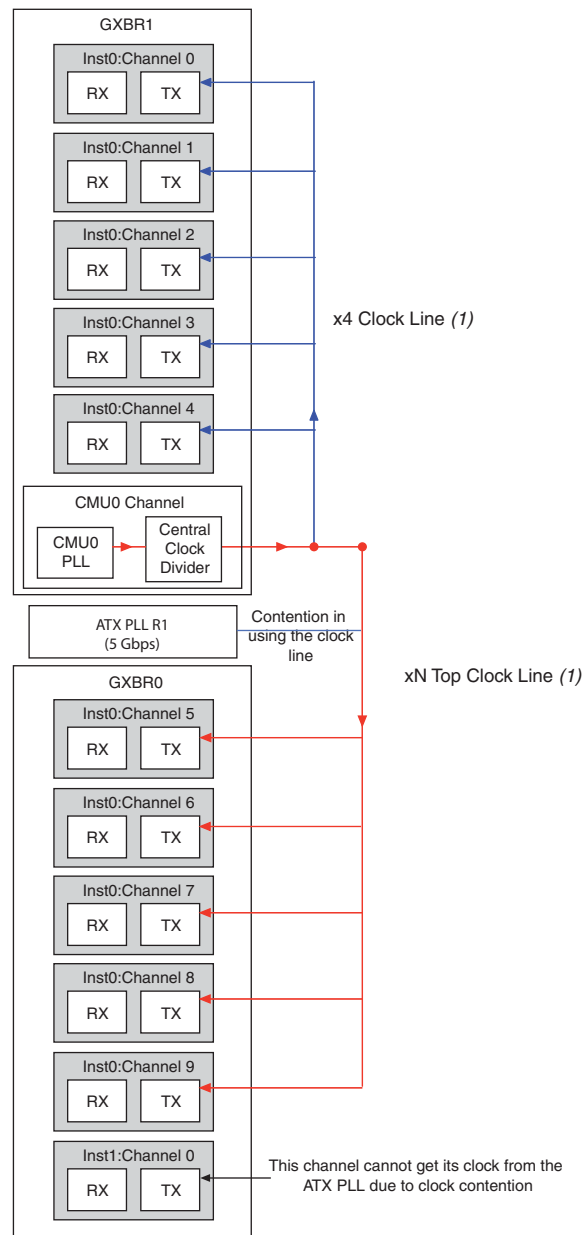 GXBR1
Inst0:Channel 0
RX TX
Inst0:Channel 1
RX TX
Inst0:Channel 2
RX TX
x4 Clock Line (1)
Inst0:Channel 3
RX TX
Inst0:Channel 4
RX TX
CMU0 Channel
CMU0
PLL
Central
Clock
Divider
ATX PLL R1
(5 Gbps)
Contention in
using the clock
line
GXBR0
xN Top Clock Line (1)
Inst0:Channel 5
RX TX
Inst0:Channel 6
RX TX
Inst0:Channel 7
RX TX
Inst0:Channel 8
RX TX
Inst0:Channel 9
RX TX
Inst1:Channel 0
RX TX
This channel cannot get its clock from the
ATX PLL due to clock contention